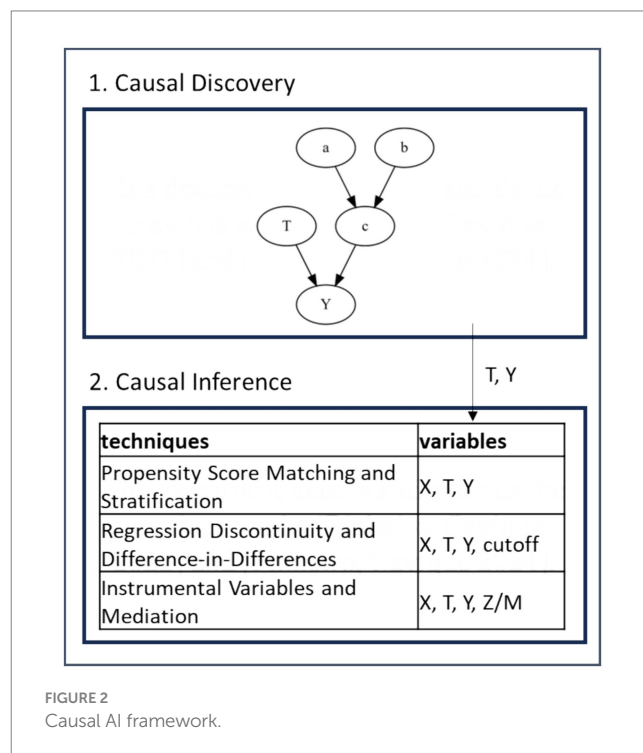 1. Causal Discovery
a
b
T
c
Y
T, Y
2. Causal Inference
techniques
variables
Propensity Score Matching and
Stratification
X, T, Y
Regression Discontinuity and
Difference-in-Differences
X, T, Y, cutoff
Instrumental Variables and
Mediation
X, T, Y, Z/M
FIGURE 2
Causal AI framework.